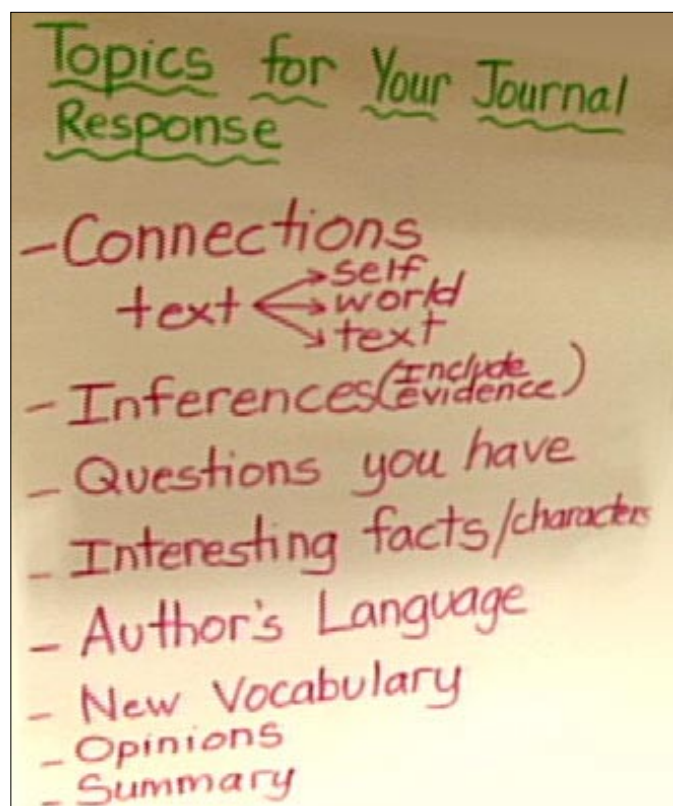 Topics for Your Journal
Response
- Connections
text self
world
text
- Inferences (Include
evidence)
- Questions you have
- Interesting facts/characters
- Author's Language
- New Vocabulary
- Opinions
- Summary